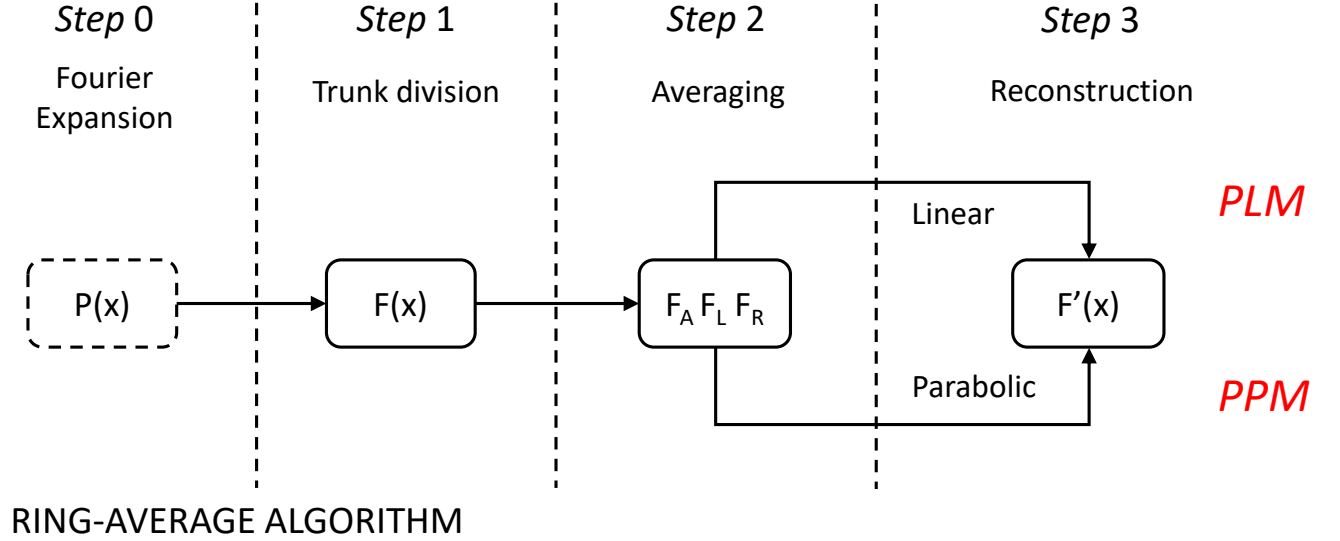 Step 0
Step 1
Step 2
Step 3
Fourier
Expansion
Trunk division
Averaging
Reconstruction
PLM
Linear
P(x)
F(x)
F_A F_L F_R
F’(x)
Parabolic
PPM
RING-AVERAGE ALGORITHM